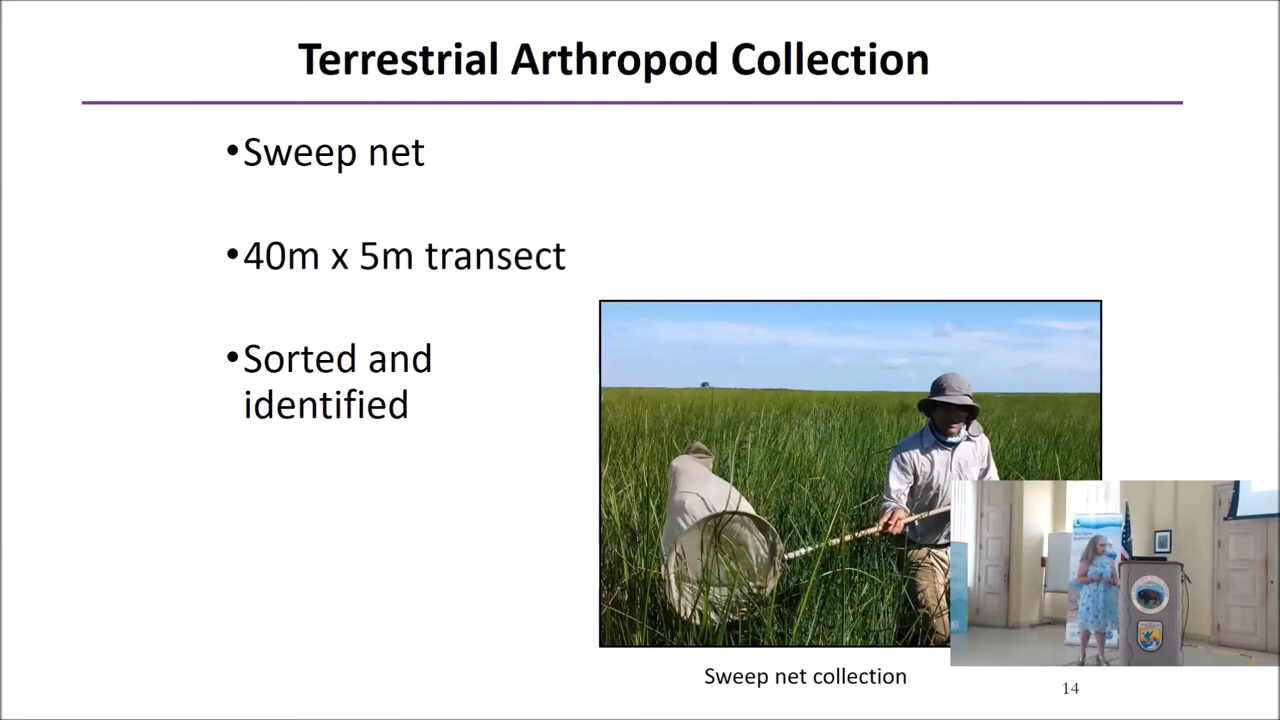 Terrestrial Arthropod Collection
•Sweep net
•40m x 5m transect
•Sorted and
identified
Sweep net collection
14